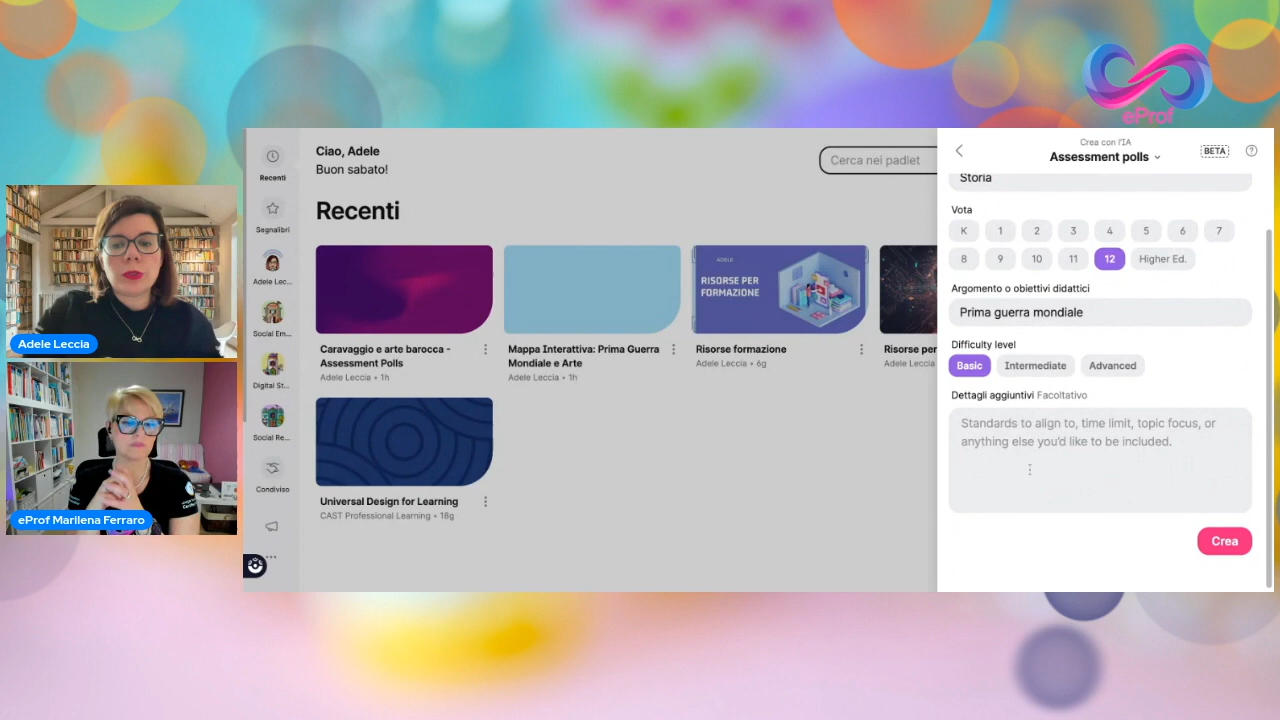 eProf
Adele Leccia
eProf Marilena Ferraro
Recenti
Segnalibri
Adele Lec...
Social Em...
Digital St...
Social Re...
Condiviso
Ciao, Adele
Buon sabato!
Cerca nei padlet
Recenti
Caravaggio e arte barocca -
Assessment Polls
Adele Leccia • 1h
Mappa Interattiva: Prima Guerra
Mondiale e Arte
Adele Leccia • 1h
ADELE
RISORSE PER
FORMAZIONE
Risorse formazione
Adele Leccia • 6g
Risorse per
Adele Leccia
Universal Design for Learning
CAST Professional Learning • 18g
Crea con l'IA
Assessment polls
BETA
?
Storia
Vota
K 1 2 3 4 5 6 7
8 9 10 11 12 Higher Ed.
Argomento o obiettivi didattici
Prima guerra mondiale
Difficulty level
Basic Intermediate Advanced
Dettagli aggiuntivi Facoltativo
Standards to align to, time limit, topic focus, or
anything else you'd like to be included.
Crea